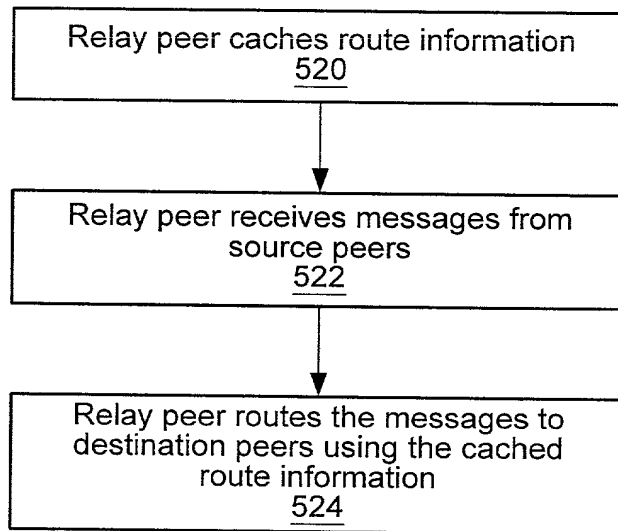 Relay peer caches route information
520
Relay peer receives messages from
source peers
522
Relay peer routes the messages to
destination peers using the cached
route information
524